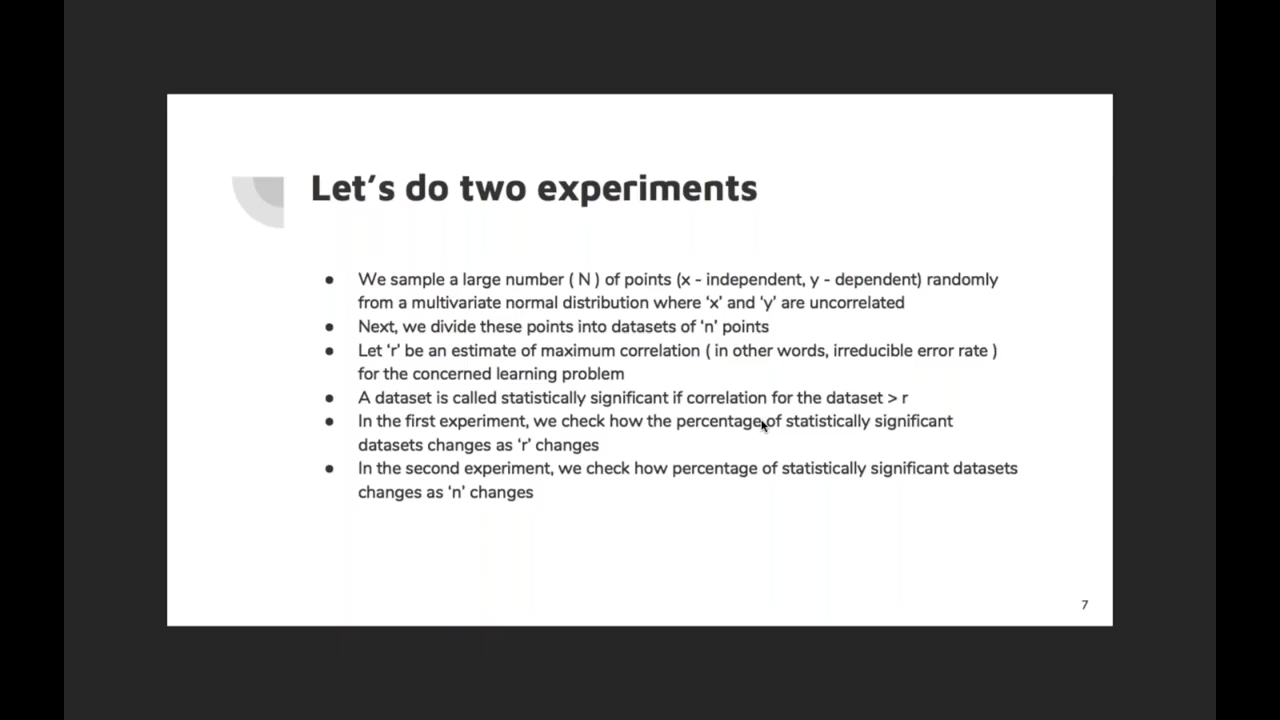 Let's do two experiments
● We sample a large number ( N ) of points (x - independent, y - dependent) randomly
from a multivariate normal distribution where 'x' and 'y' are uncorrelated
● Next, we divide these points into datasets of 'n' points
● Let 'r' be an estimate of maximum correlation ( in other words, irreducible error rate )
for the concerned learning problem
● A dataset is called statistically significant if correlation for the dataset > r
● In the first experiment, we check how the percentage of statistically significant
datasets changes as 'r' changes
● In the second experiment, we check how percentage of statistically significant datasets
changes as 'n' changes
7